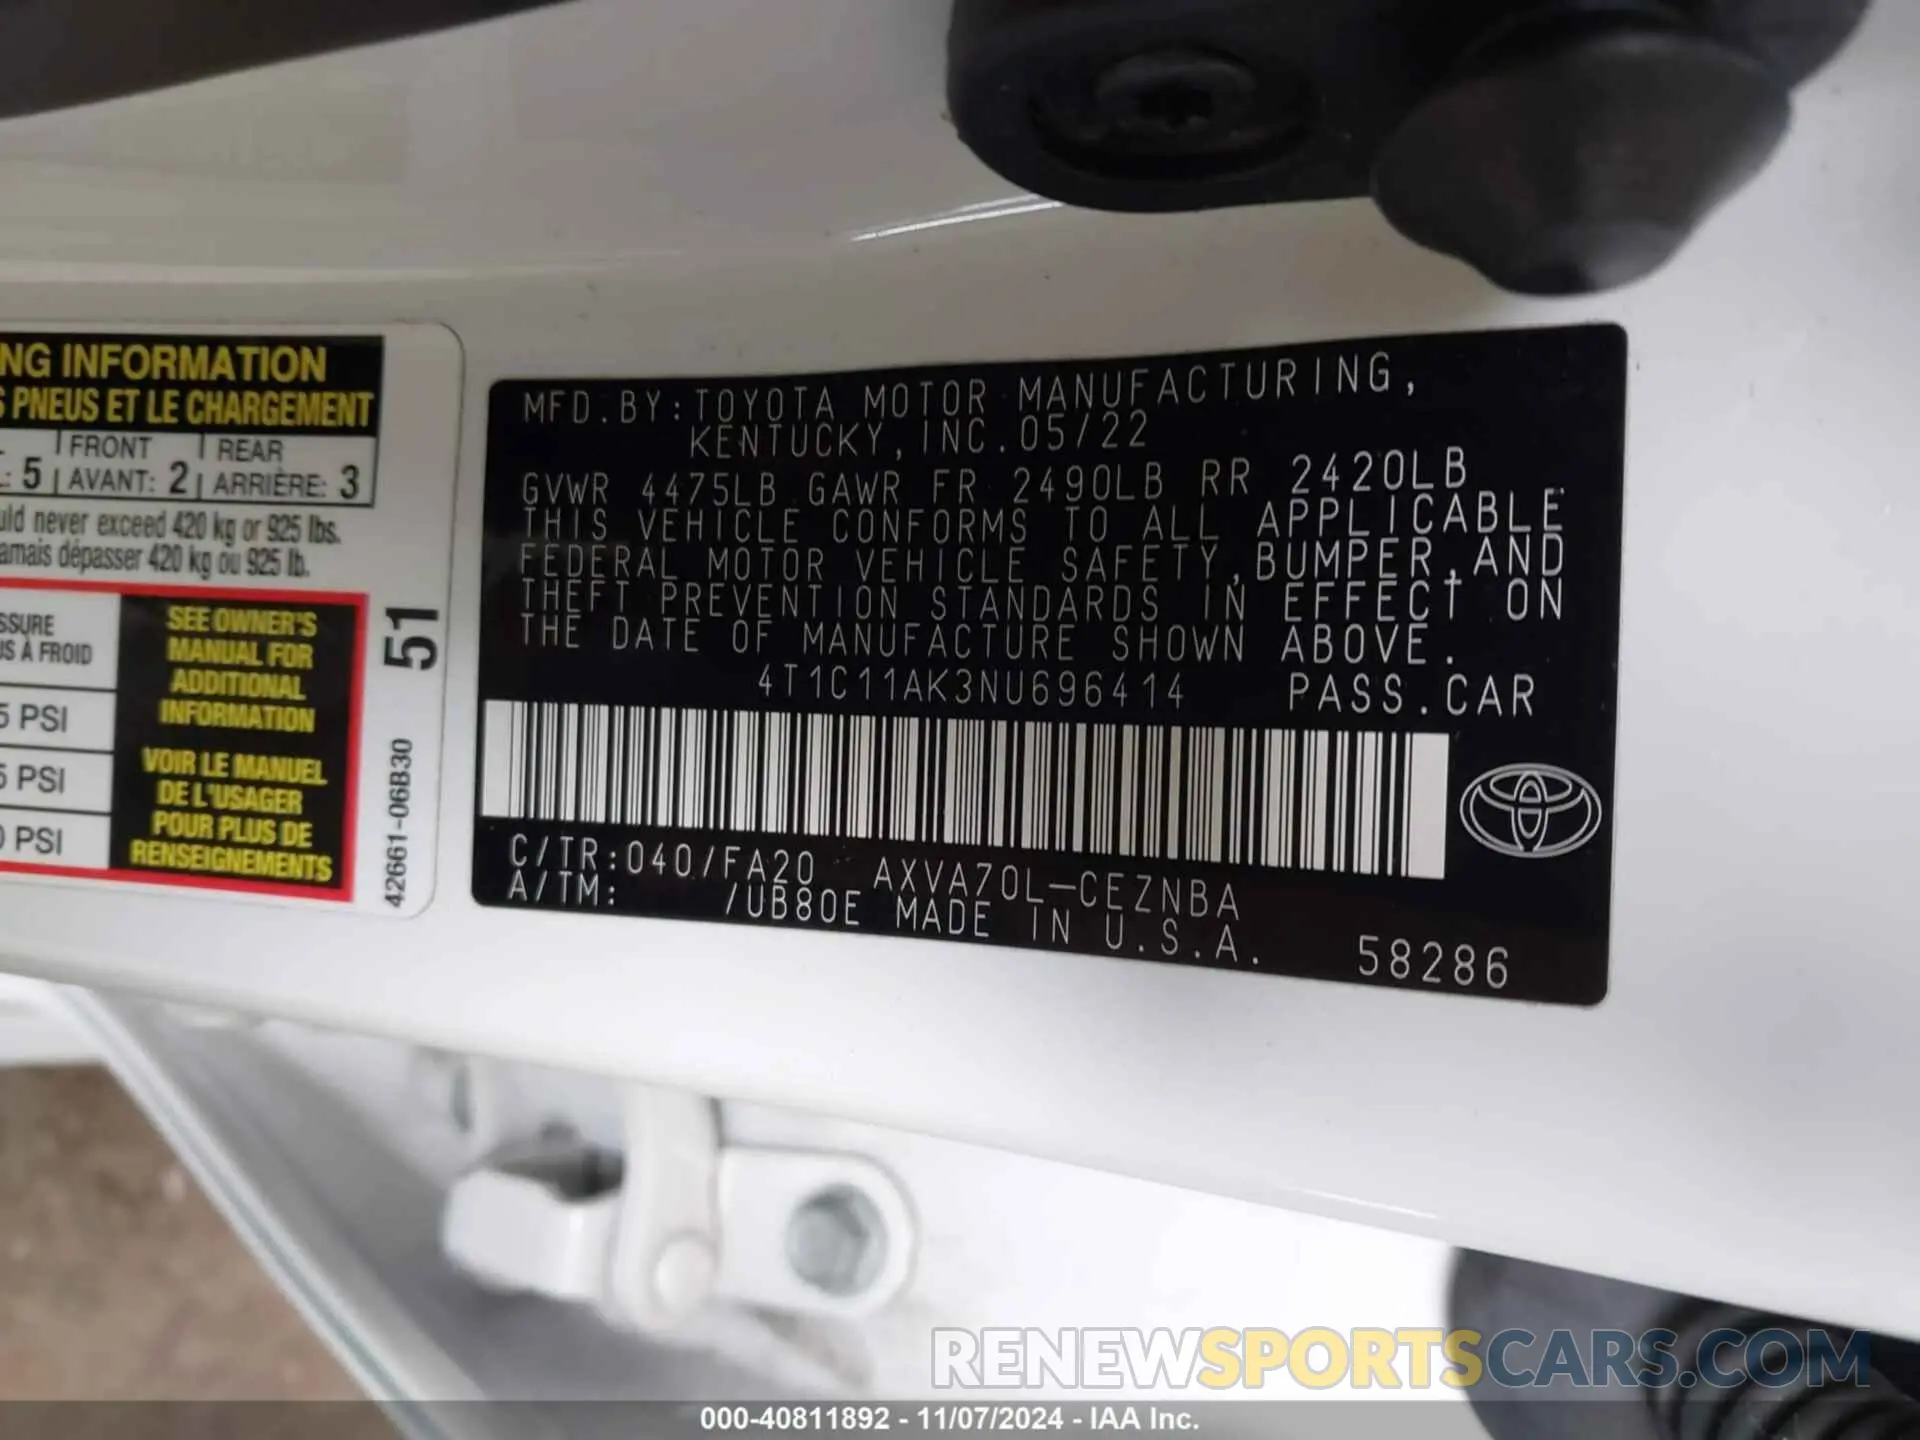 NG INFORMATION
S PNEUS ET LE CHARGEMENT
FRONT REAR
5 AVANT: 2 ARRIÈRE: 3
uld never exceed 420 kg or 925 lbs.
amais dépasser 420 kg ou 925 lb.
SSURE
US À FROID
5 PSI
5 PSI
0 PSI
SEE OWNER'S
MANUAL FOR
ADDITIONAL
INFORMATION
VOIR LE MANUEL
DE L'USAGER
POUR PLUS DE
RENSEIGNEMENTS
51
42661-06B30
MFD.BY:TOYOTA MOTOR MANUFACTURING,
KENTUCKY, INC.05/22
GVWR 4475LB GAWR FR 2490LB RR 2420LB
THIS VEHICLE CONFORMS TO ALL APPLICABLE
FEDERAL MOTOR VEHICLE SAFETY,BUMPER,AND
THEFT PREVENTION STANDARDS IN EFFECT ON
THE DATE OF MANUFACTURE SHOWN ABOVE.
4T1C11AK3NU696414 PASS.CAR
C/TR:040/FA20 AXVA70L-CEZNBA
A/TM: /UB80E MADE IN U.S.A.
58286
RENEWSPORTSCARS.COM
000-40811892 - 11/07/2024 - IAA Inc.